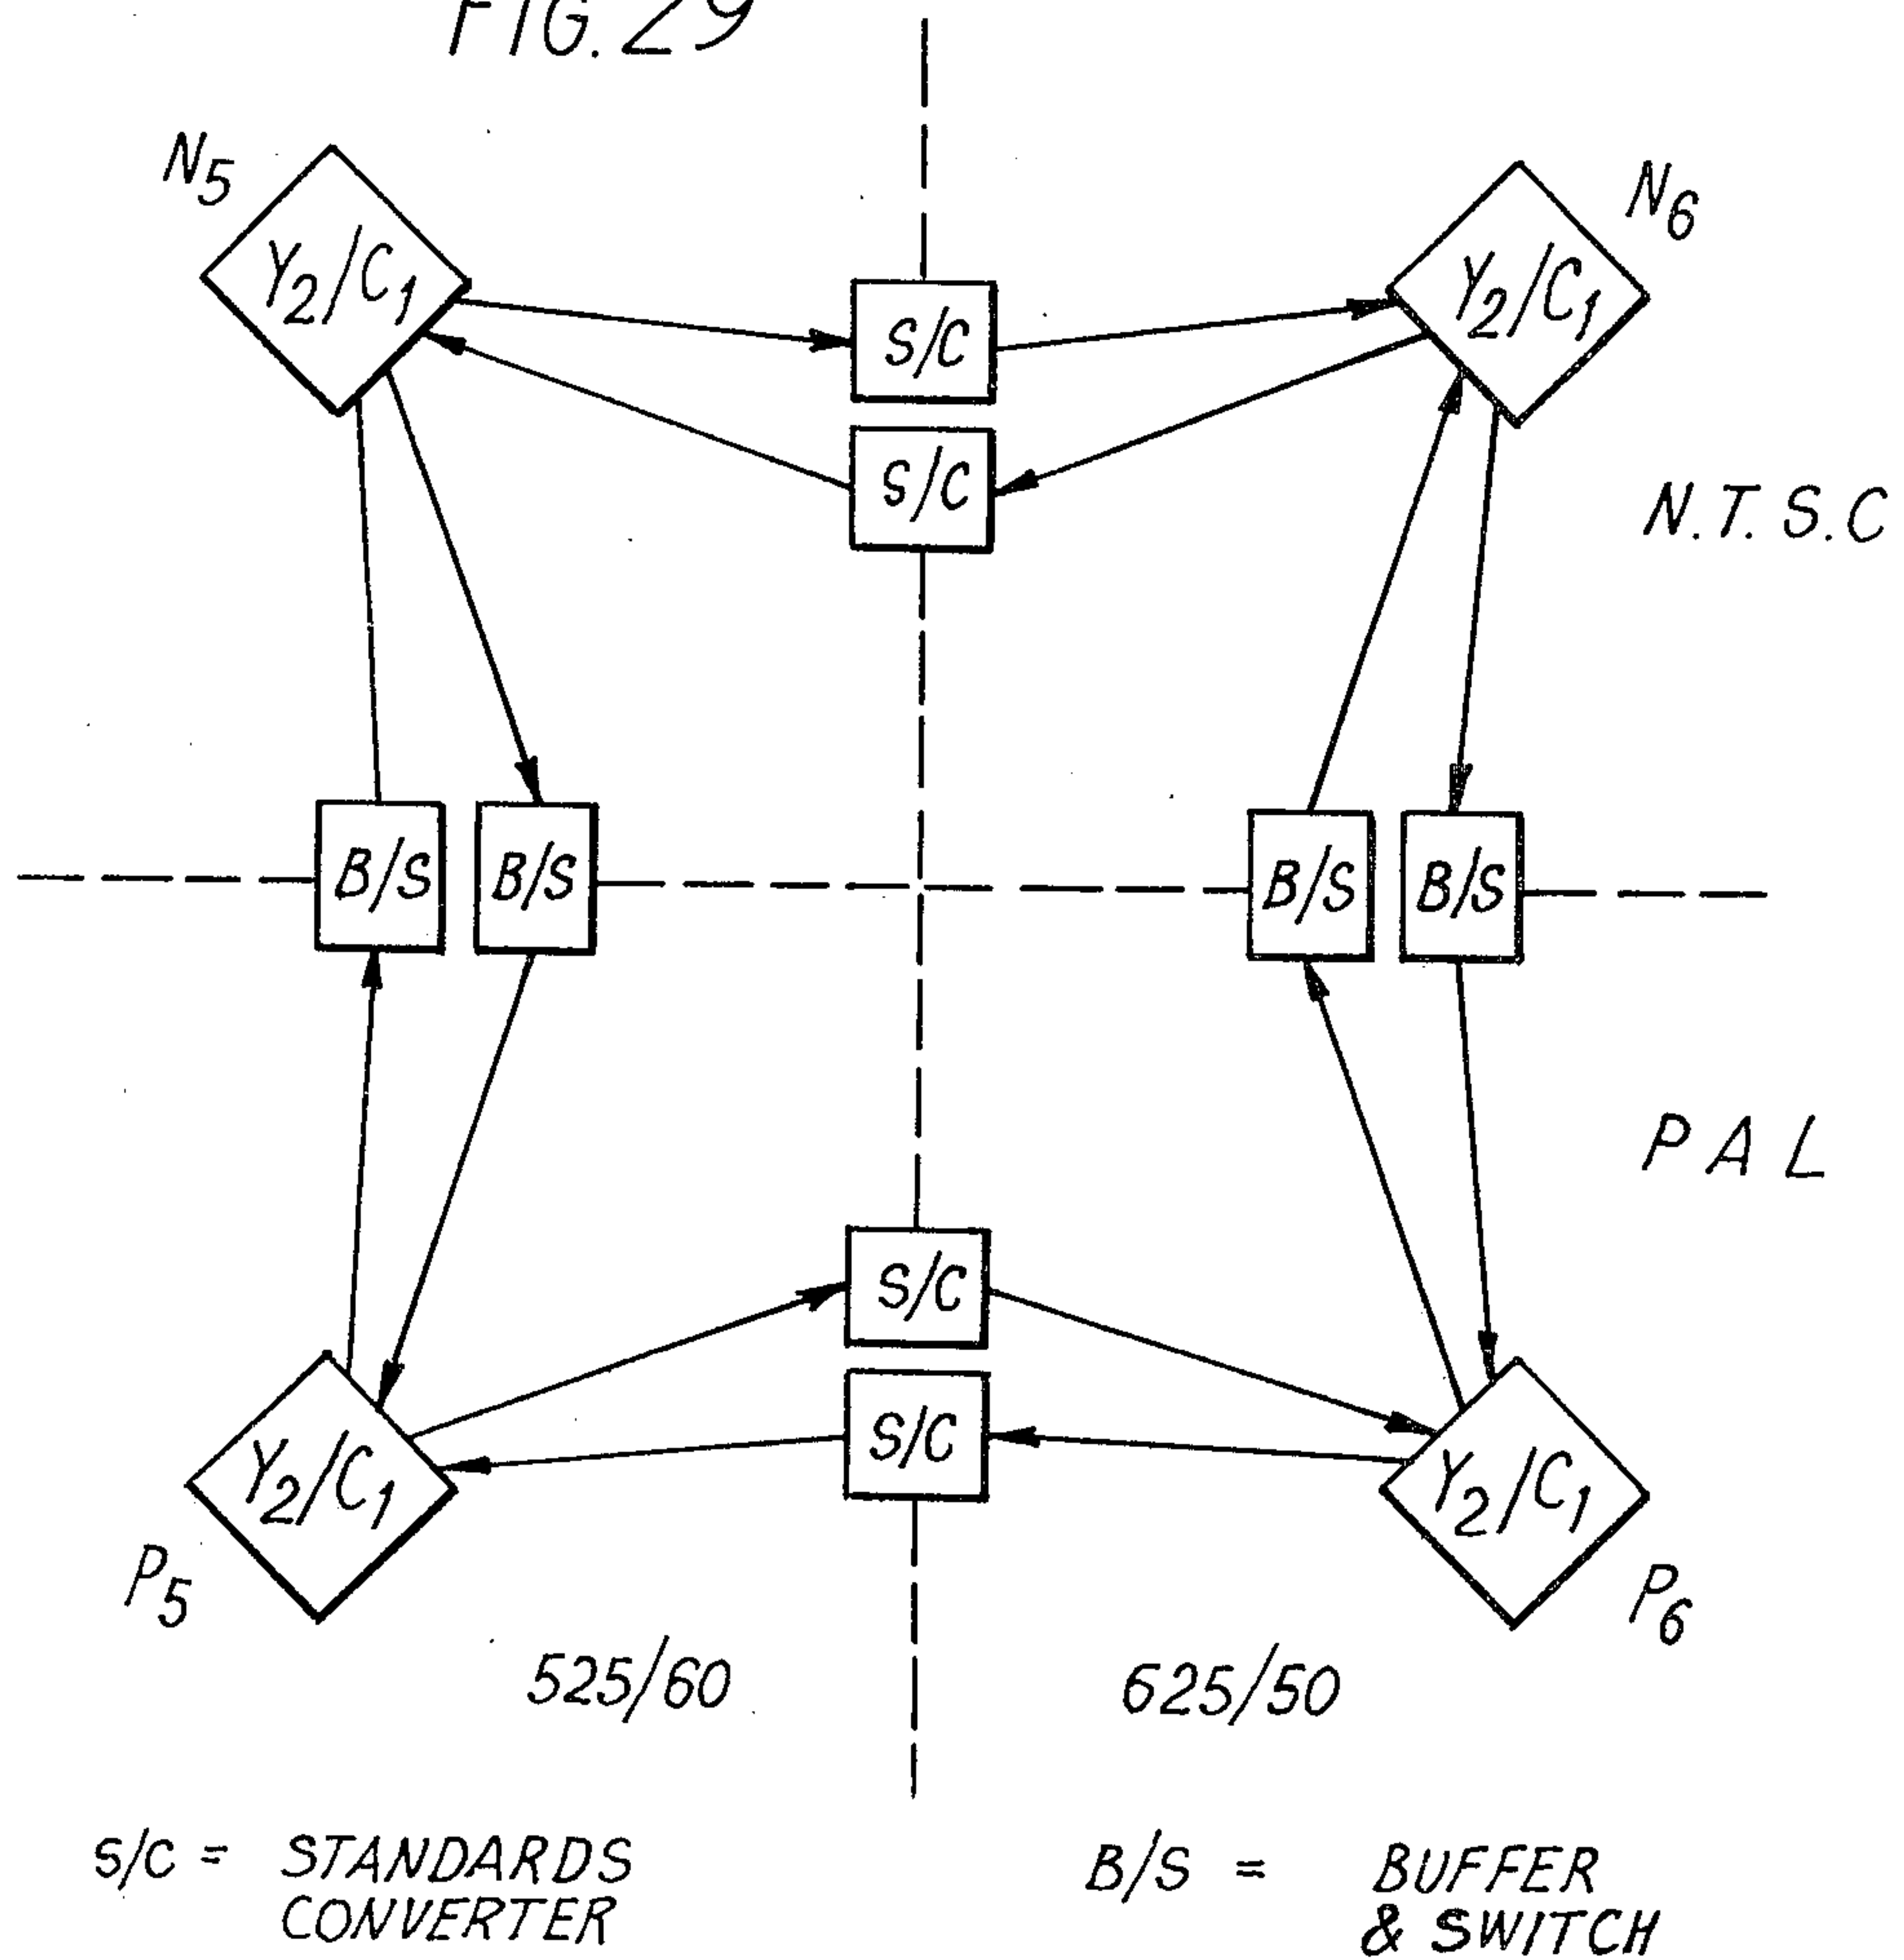 FIG. 29
N5
N6
Y2/C1
Y2/C1
S/C
S/C
N.T.S.C
B/S
B/S
B/S
B/S
PAL
S/C
S/C
Y2/C1
Y2/C1
P5
P6
525/60
625/50
S/C = STANDARDS
CONVERTER
B/S = BUFFER
& SWITCH